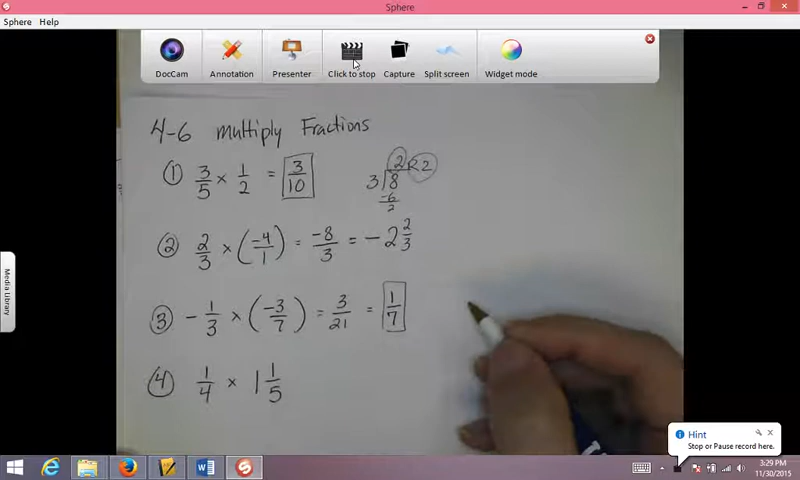 Sphere
Sphere Help
DocCam Annotation Presenter Click to stop Capture Split screen Widget mode
4-6 multiply Fractions
① 3/5 × 1/2 = 3/10
2 R2
3 8
-6
2
② 2/3 × (-4/1) = -8/3 = -2 2/3
③ -1/3 × (-3/7) = 3/21 = 1/7
④ 1/4 × 1 1/5
Media Library
Hint
Stop or Pause record here.
3:29 PM
11/30/2015